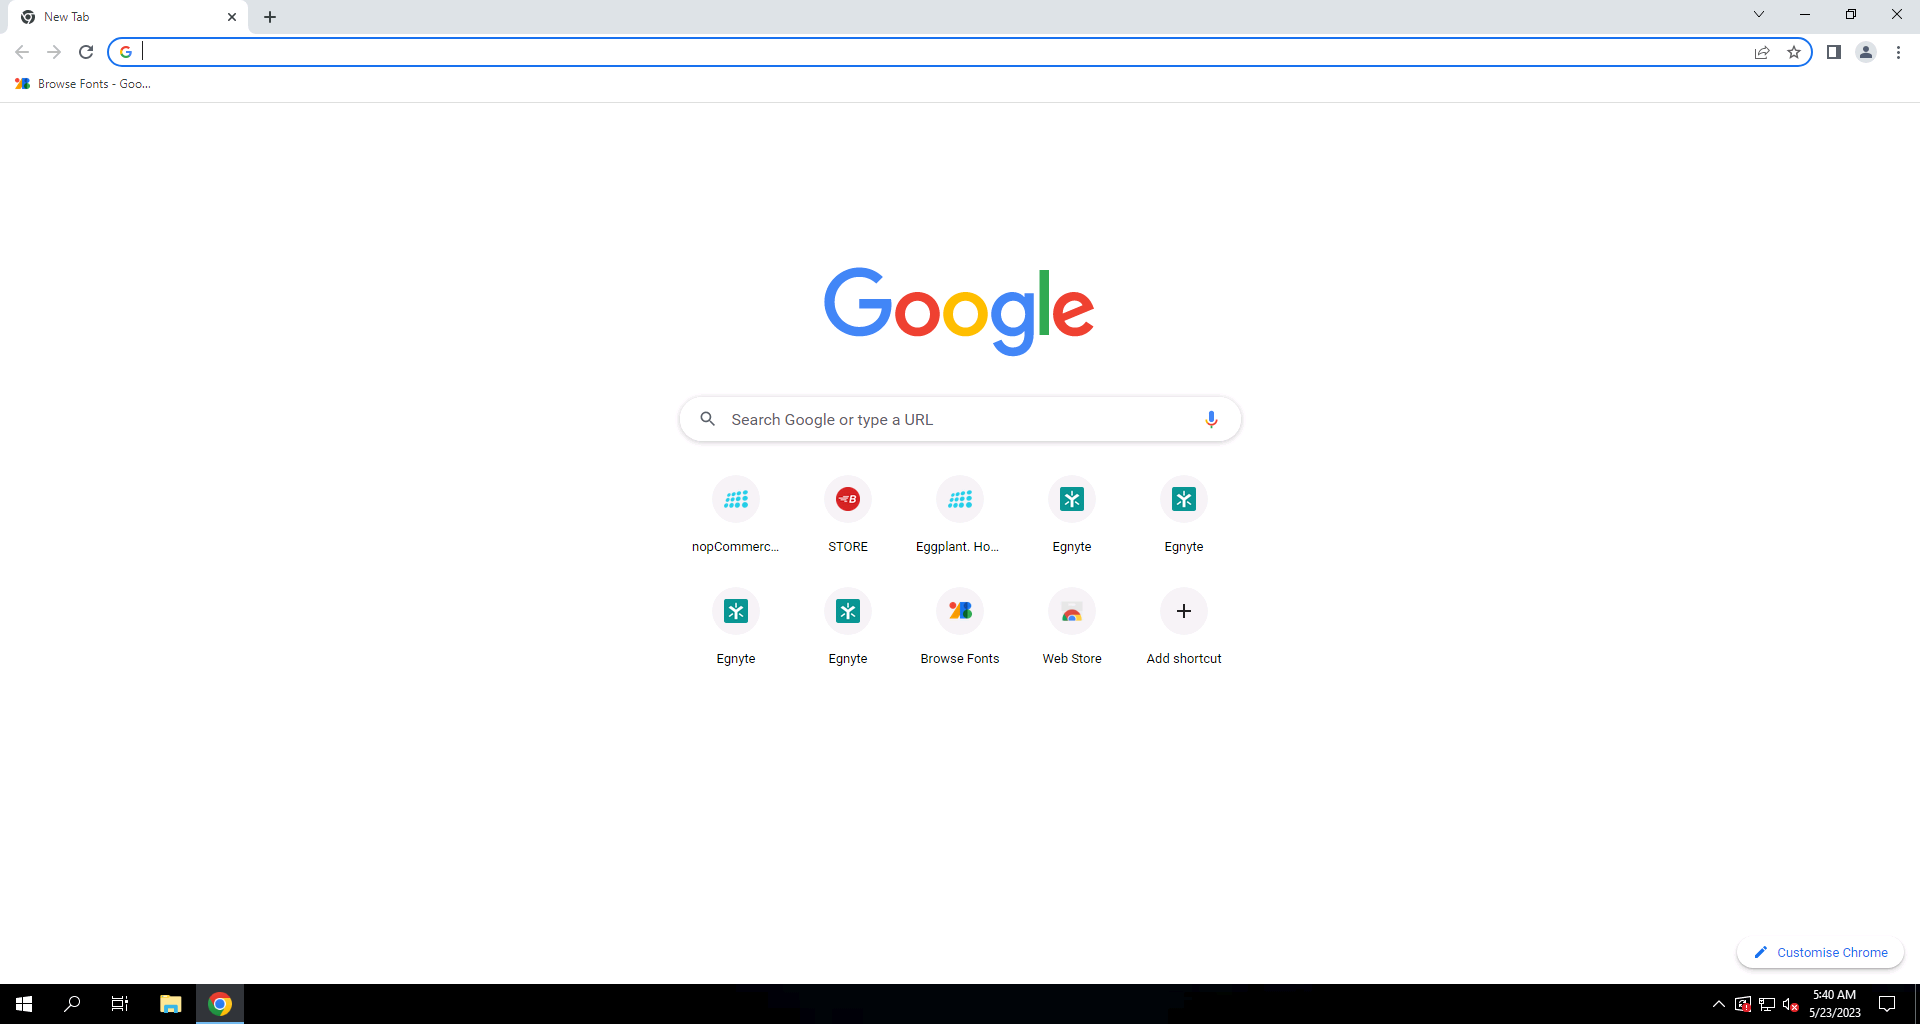 New Tab
Browse Fonts - Goo...
Google
Search Google or type a URL
nopCommerc...
STORE
Eggplant. Ho...
Egnyte
Egnyte
Egnyte
Egnyte
Browse Fonts
Web Store
Add shortcut
Customise Chrome
5:40 AM
5/23/2023